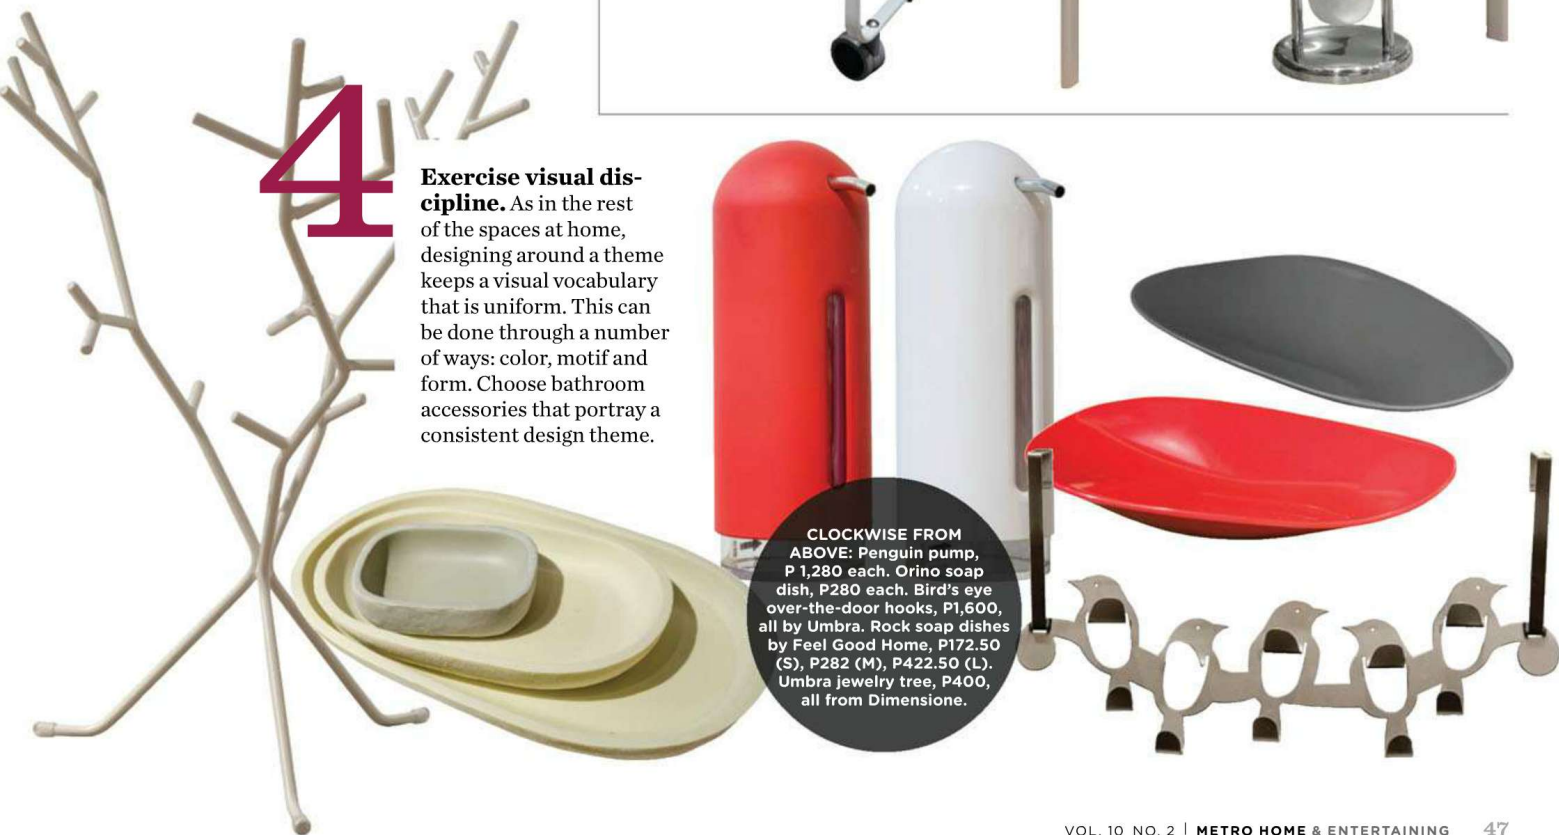 4
Exercise visual dis-
cipline. As in the rest
of the spaces at home,
designing around a theme
keeps a visual vocabulary
that is uniform. This can
be done through a number
of ways: color, motif and
form. Choose bathroom
accessories that portray a
consistent design theme.
CLOCKWISE FROM
ABOVE: Penguin pump,
P 1,280 each. Orino soap
dish, P280 each. Bird's eye
over-the-door hooks, P1,600,
all by Umbra. Rock soap dishes
by Feel Good Home, P172.50
(S), P282 (M), P422.50 (L).
Umbra jewelry tree, P400,
all from Dimensione.
VOL. 10 NO. 2 | METRO HOME & ENTERTAINING 47